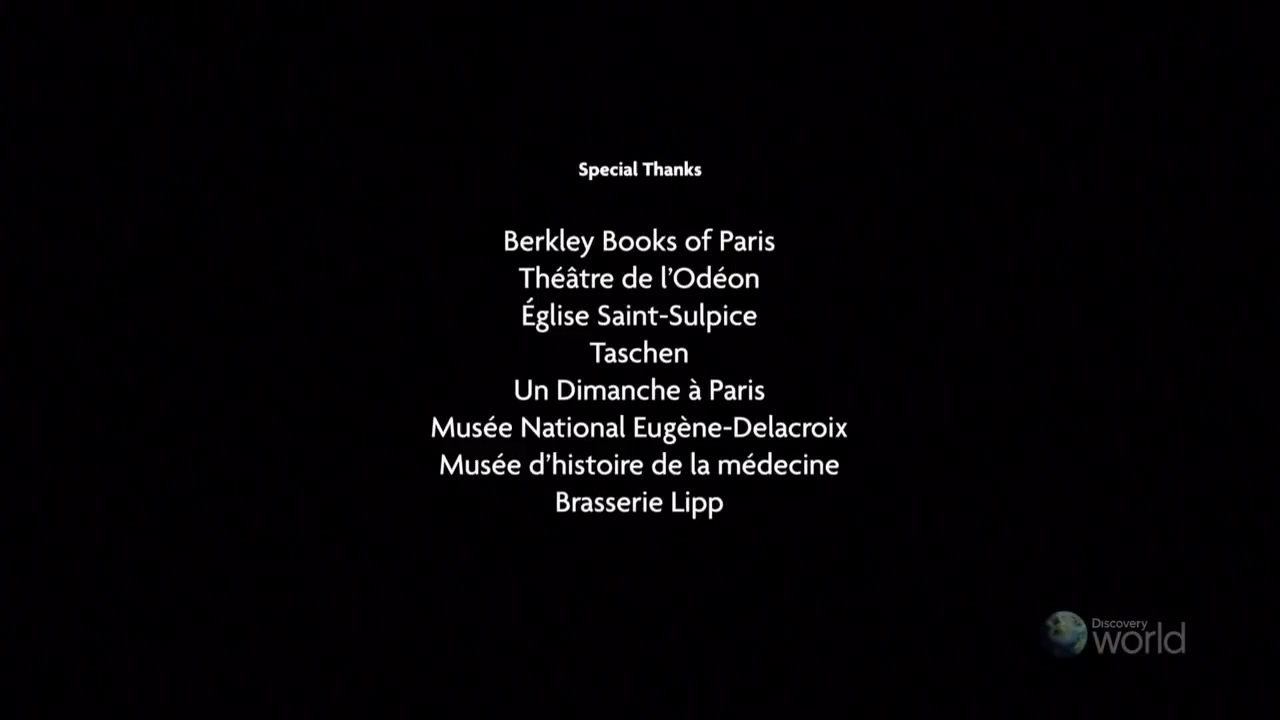 Special Thanks
Berkley Books of Paris
Théâtre de l’Odéon
Église Saint-Sulpice
Taschen
Un Dimanche à Paris
Musée National Eugène-Delacroix
Musée d’histoire de la médecine
Brasserie Lipp
Discovery
world